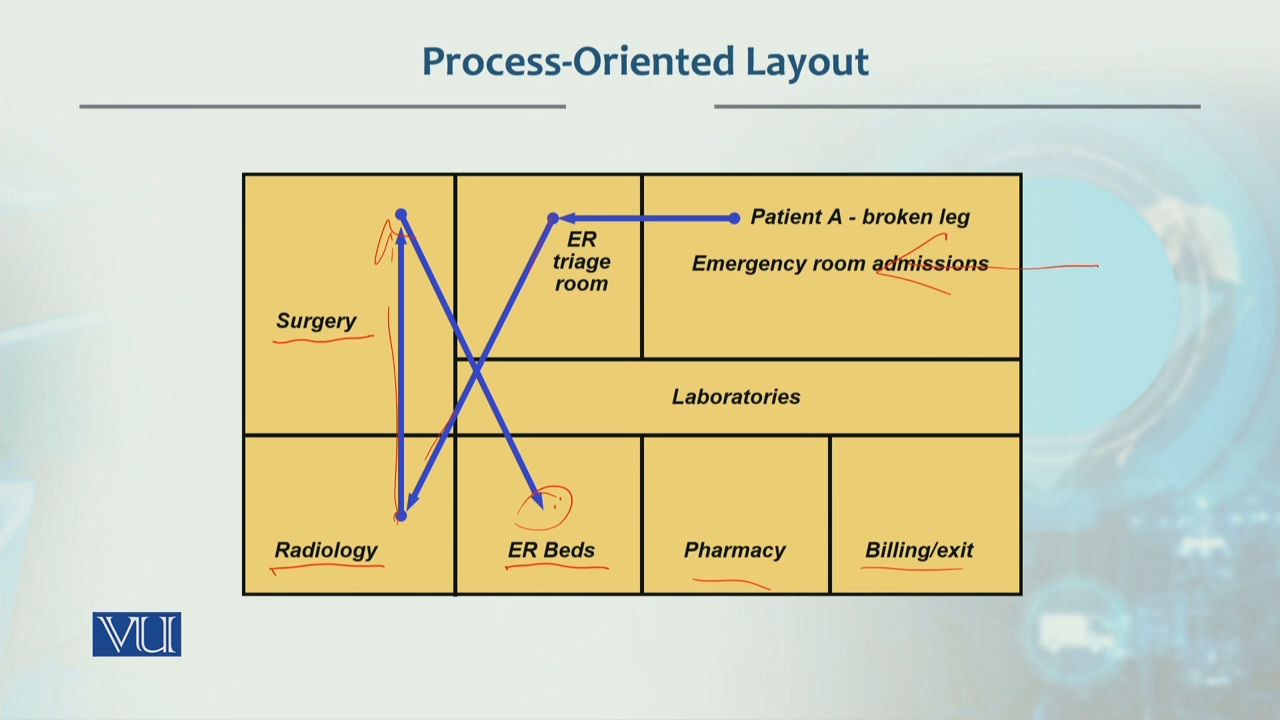 Process-Oriented Layout
Patient A - broken leg
ER
triage
room
Emergency room admissions
Surgery
Laboratories
Radiology
ER Beds
Pharmacy
Billing/exit
VU